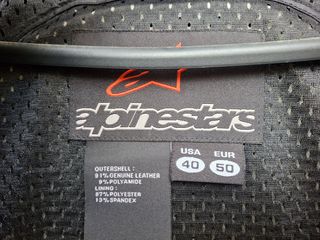 alpinestars
USA EUR
40 50
OUTERSHELL :
91% GENUINE LEATHER
9% POLYAMIDE
LINING :
87% POLYESTER
13% SPANDEX